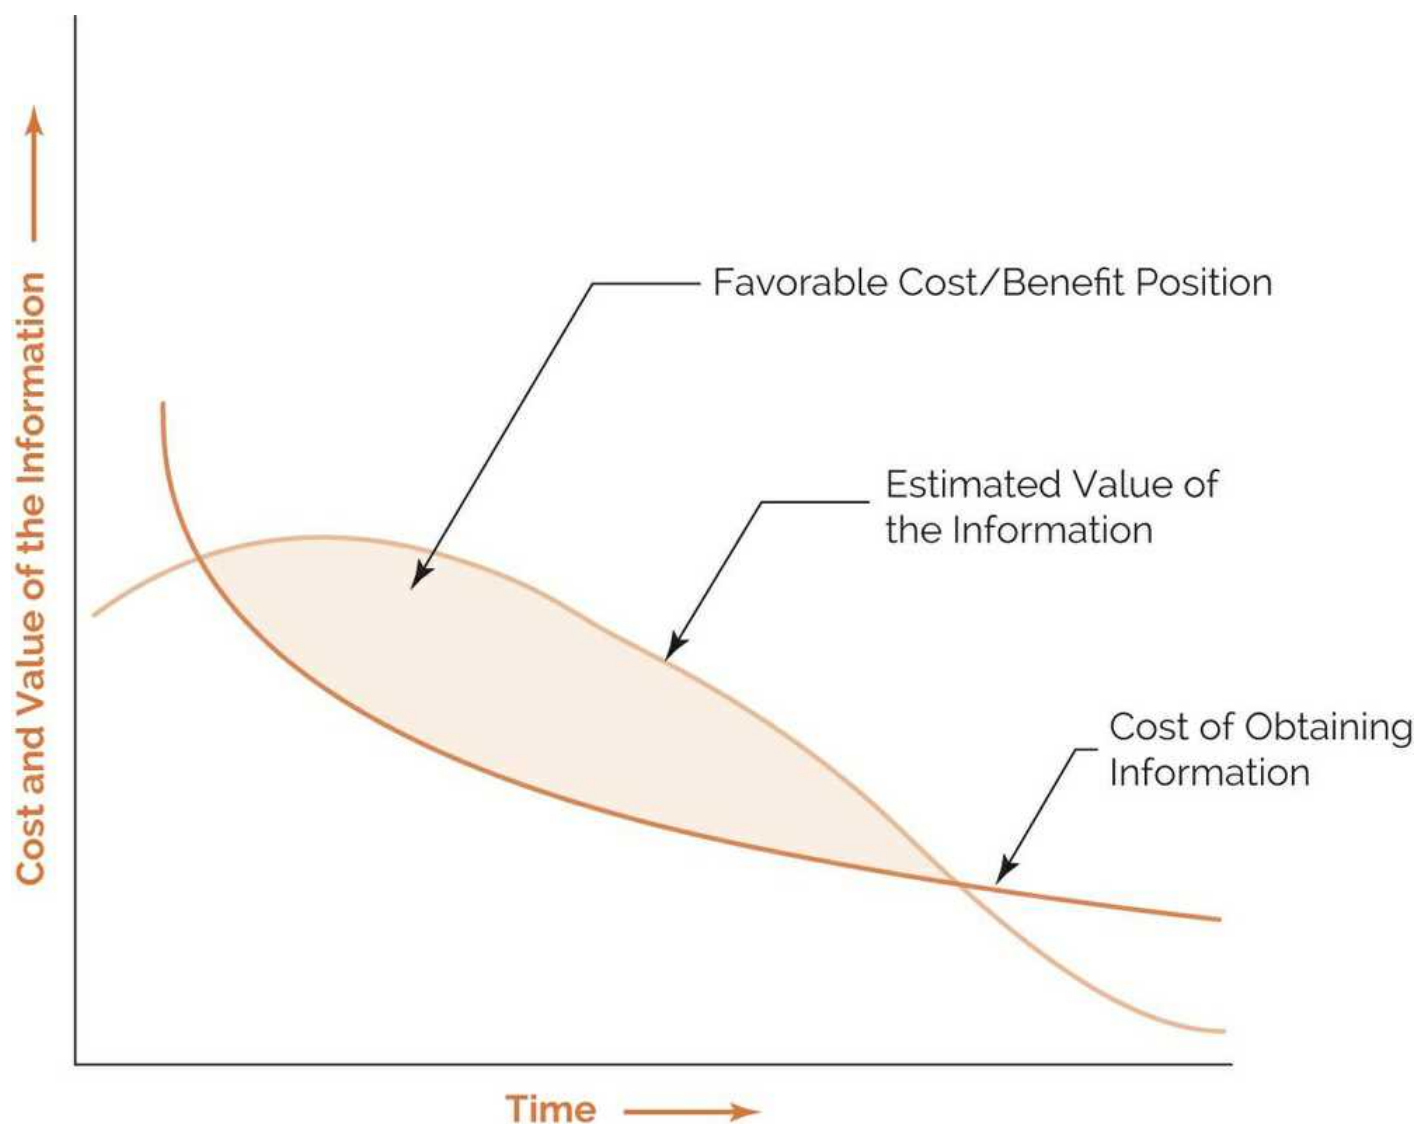 Cost and Value of the Information
Favorable Cost/Benefit Position
Estimated Value of
the Information
Cost of Obtaining
Information
Time